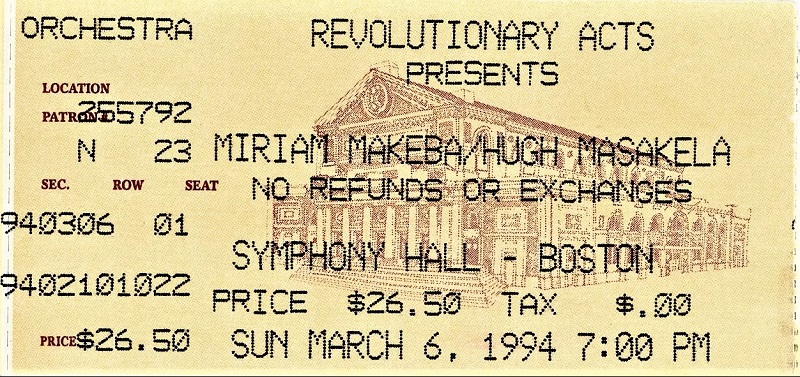 ORCHESTRA
REVOLUTIONARY ACTS
PRESENTS
LOCATION
PATRON # 255792
N 23 MIRIAM MAKEBA/HUGH MASAKELA
SEC. ROW SEAT NO REFUNDS OR EXCHANGES
940306 01
SYMPHONY HALL - BOSTON
9402101022
PRICE $26.50 TAX $.00
PRICE $26.50 SUN MARCH 6, 1994 7:00 PM